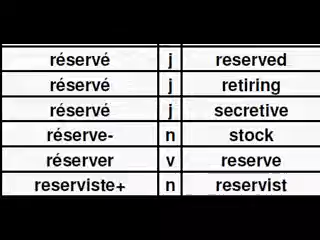 réservé j reserved
réservé j retiring
réservé j secretive
réserve- n stock
réserver v reserve
reserviste+ n reservist